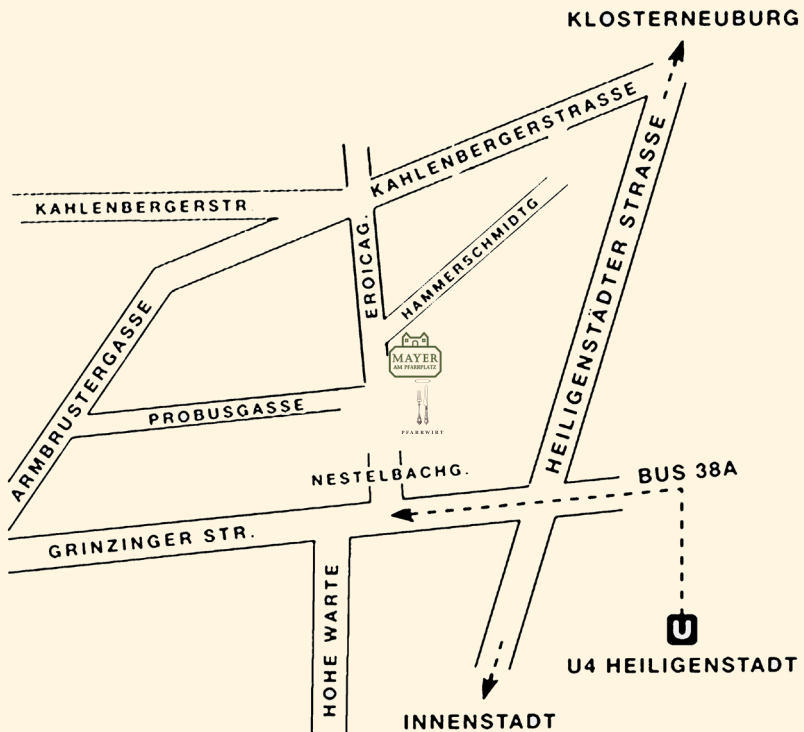 KLOSTERNEUBURG
KAHLENBERGERSTRASSE
KAHLENBERGERSTR.
HEILIGENSTÄDTER STRASSE
EROICAG.
HAMMERSCHMIDTG
ARMBRUSTERGASSE
MAYER
AM PFARRPLATZ
PROBUSGASSE
PFARRWIRT
NESTELBACHG.
BUS 38A
GRINZINGER STR.
HOHE WARTE
U
U4 HEILIGENSTADT
INNENSTADT